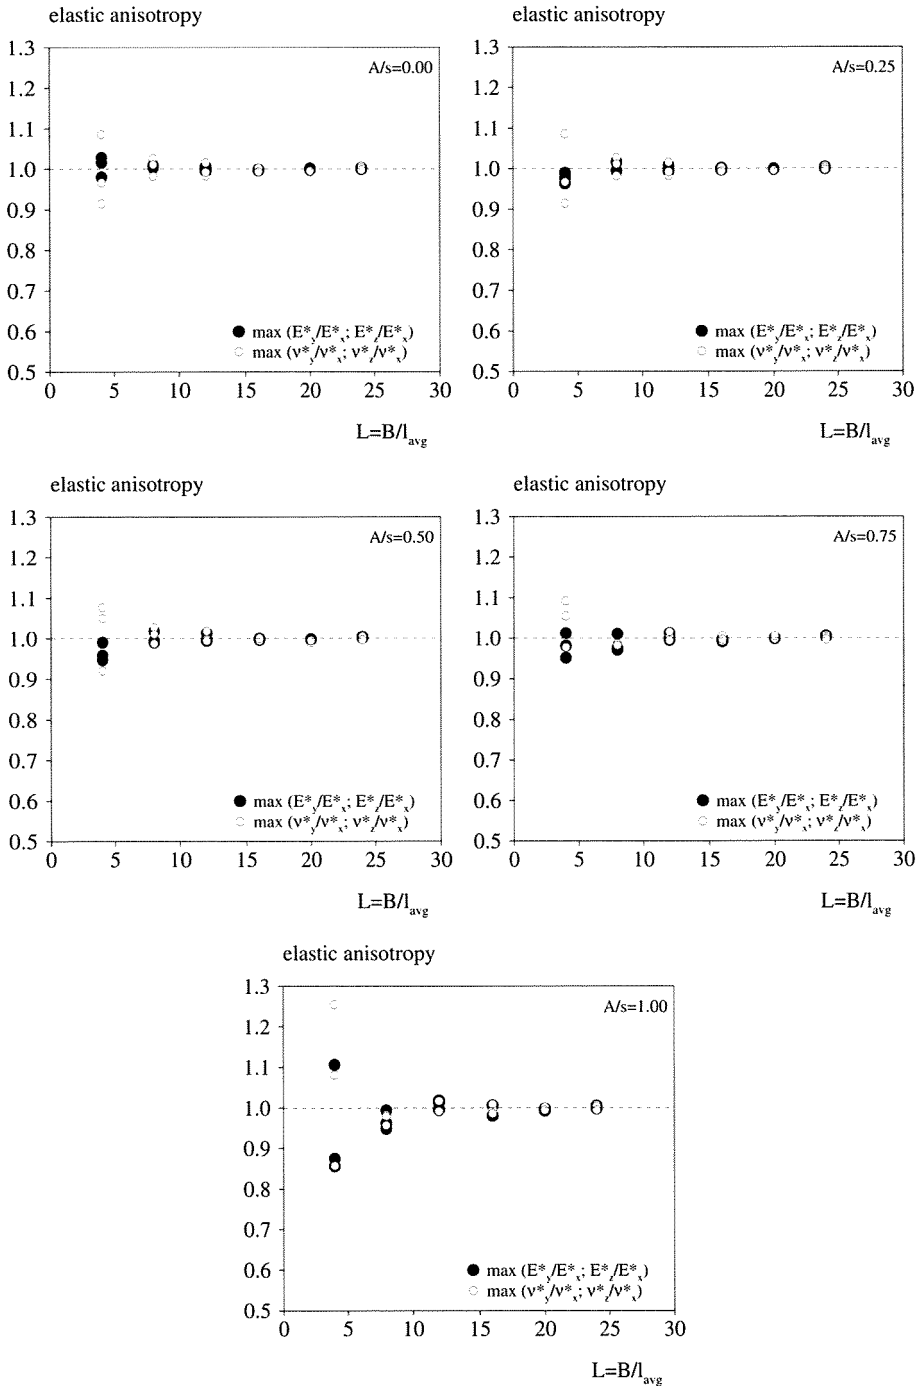 elastic anisotropy
1.3
A/s=0.00
1.2
1.1
1.0
0.9
0.8
0.7
0.6
0.5
max (E*y/E*x; E*z/E*x)
max (ν*y/ν*x; ν*z/ν*x)
0 5 10 15 20 25 30
L=B/lavg
elastic anisotropy
1.3
A/s=0.25
1.2
1.1
1.0
0.9
0.8
0.7
0.6
0.5
max (E*y/E*x; E*z/E*x)
max (ν*y/ν*x; ν*z/ν*x)
0 5 10 15 20 25 30
L=B/lavg
elastic anisotropy
1.3
A/s=0.50
1.2
1.1
1.0
0.9
0.8
0.7
0.6
0.5
max (E*y/E*x; E*z/E*x)
max (ν*y/ν*x; ν*z/ν*x)
0 5 10 15 20 25 30
L=B/lavg
elastic anisotropy
1.3
A/s=0.75
1.2
1.1
1.0
0.9
0.8
0.7
0.6
0.5
max (E*y/E*x; E*z/E*x)
max (ν*y/ν*x; ν*z/ν*x)
0 5 10 15 20 25 30
L=B/lavg
elastic anisotropy
1.3
A/s=1.00
1.2
1.1
1.0
0.9
0.8
0.7
0.6
0.5
max (E*y/E*x; E*z/E*x)
max (ν*y/ν*x; ν*z/ν*x)
0 5 10 15 20 25 30
L=B/lavg